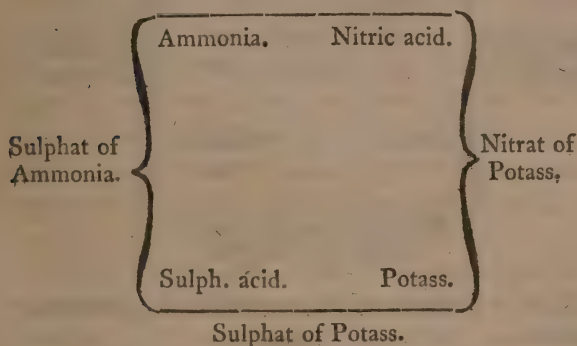 Ammonia. Nitric acid.
Sulphat of
Ammonia.
Nitrat of
Potass.
Sulph. acid. Potass.
Sulphat of Potass.